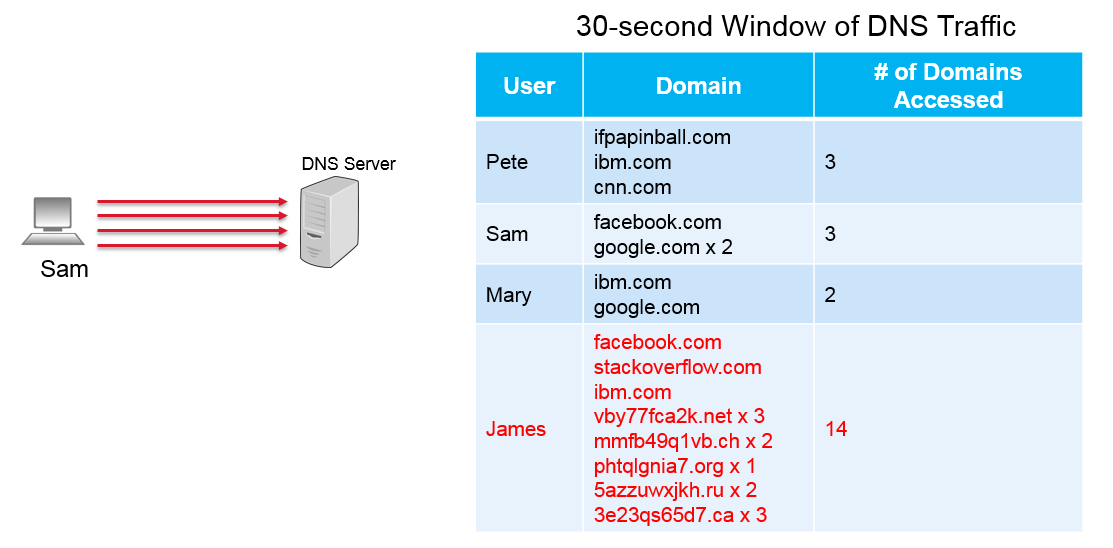 30-second Window of DNS Traffic
User
Domain
# of Domains
Accessed
DNS Server
Sam
Pete
ifpapinball.com
ibm.com
cnn.com
3
Sam
facebook.com
google.com x 2
3
Mary
ibm.com
google.com
2
James
facebook.com
stackoverflow.com
ibm.com
vby77fca2k.net x 3
mmfb49q1vb.ch x 2
phtqlgnia7.org x 1
5azzuwxjkh.ru x 2
3e23qs65d7.ca x 3
14